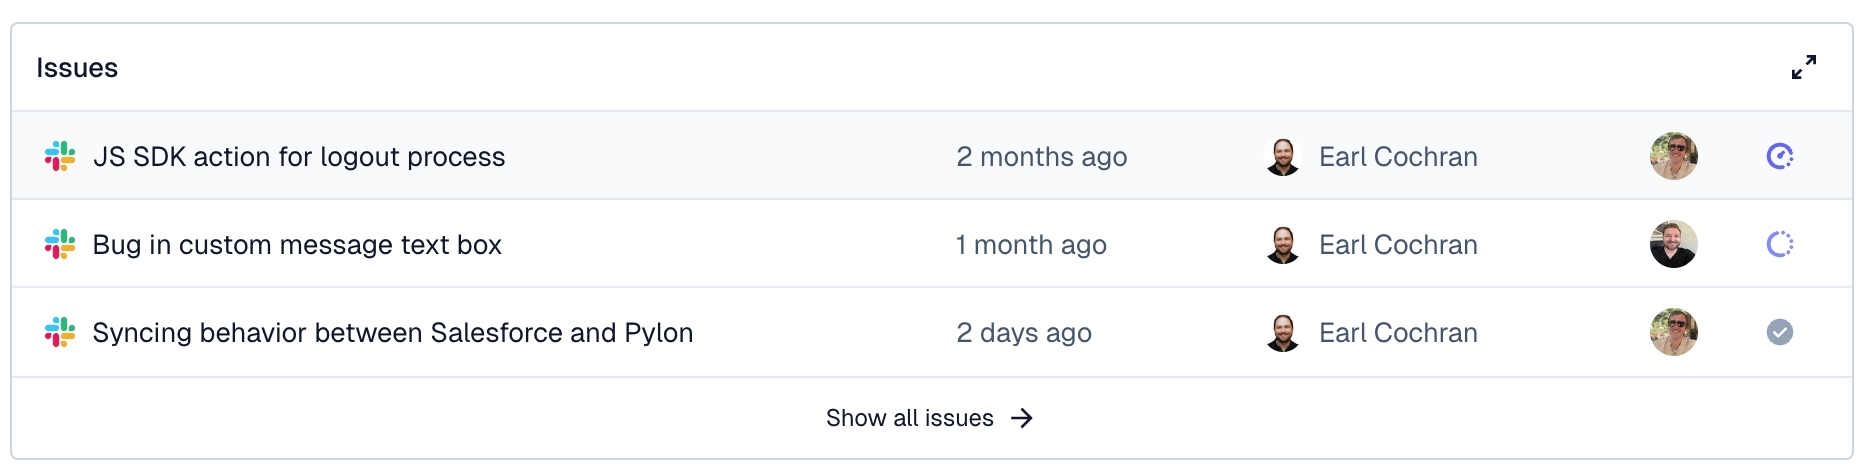 Issues
JS SDK action for logout process 2 months ago Earl Cochran
Bug in custom message text box 1 month ago Earl Cochran
Syncing behavior between Salesforce and Pylon 2 days ago Earl Cochran
Show all issues